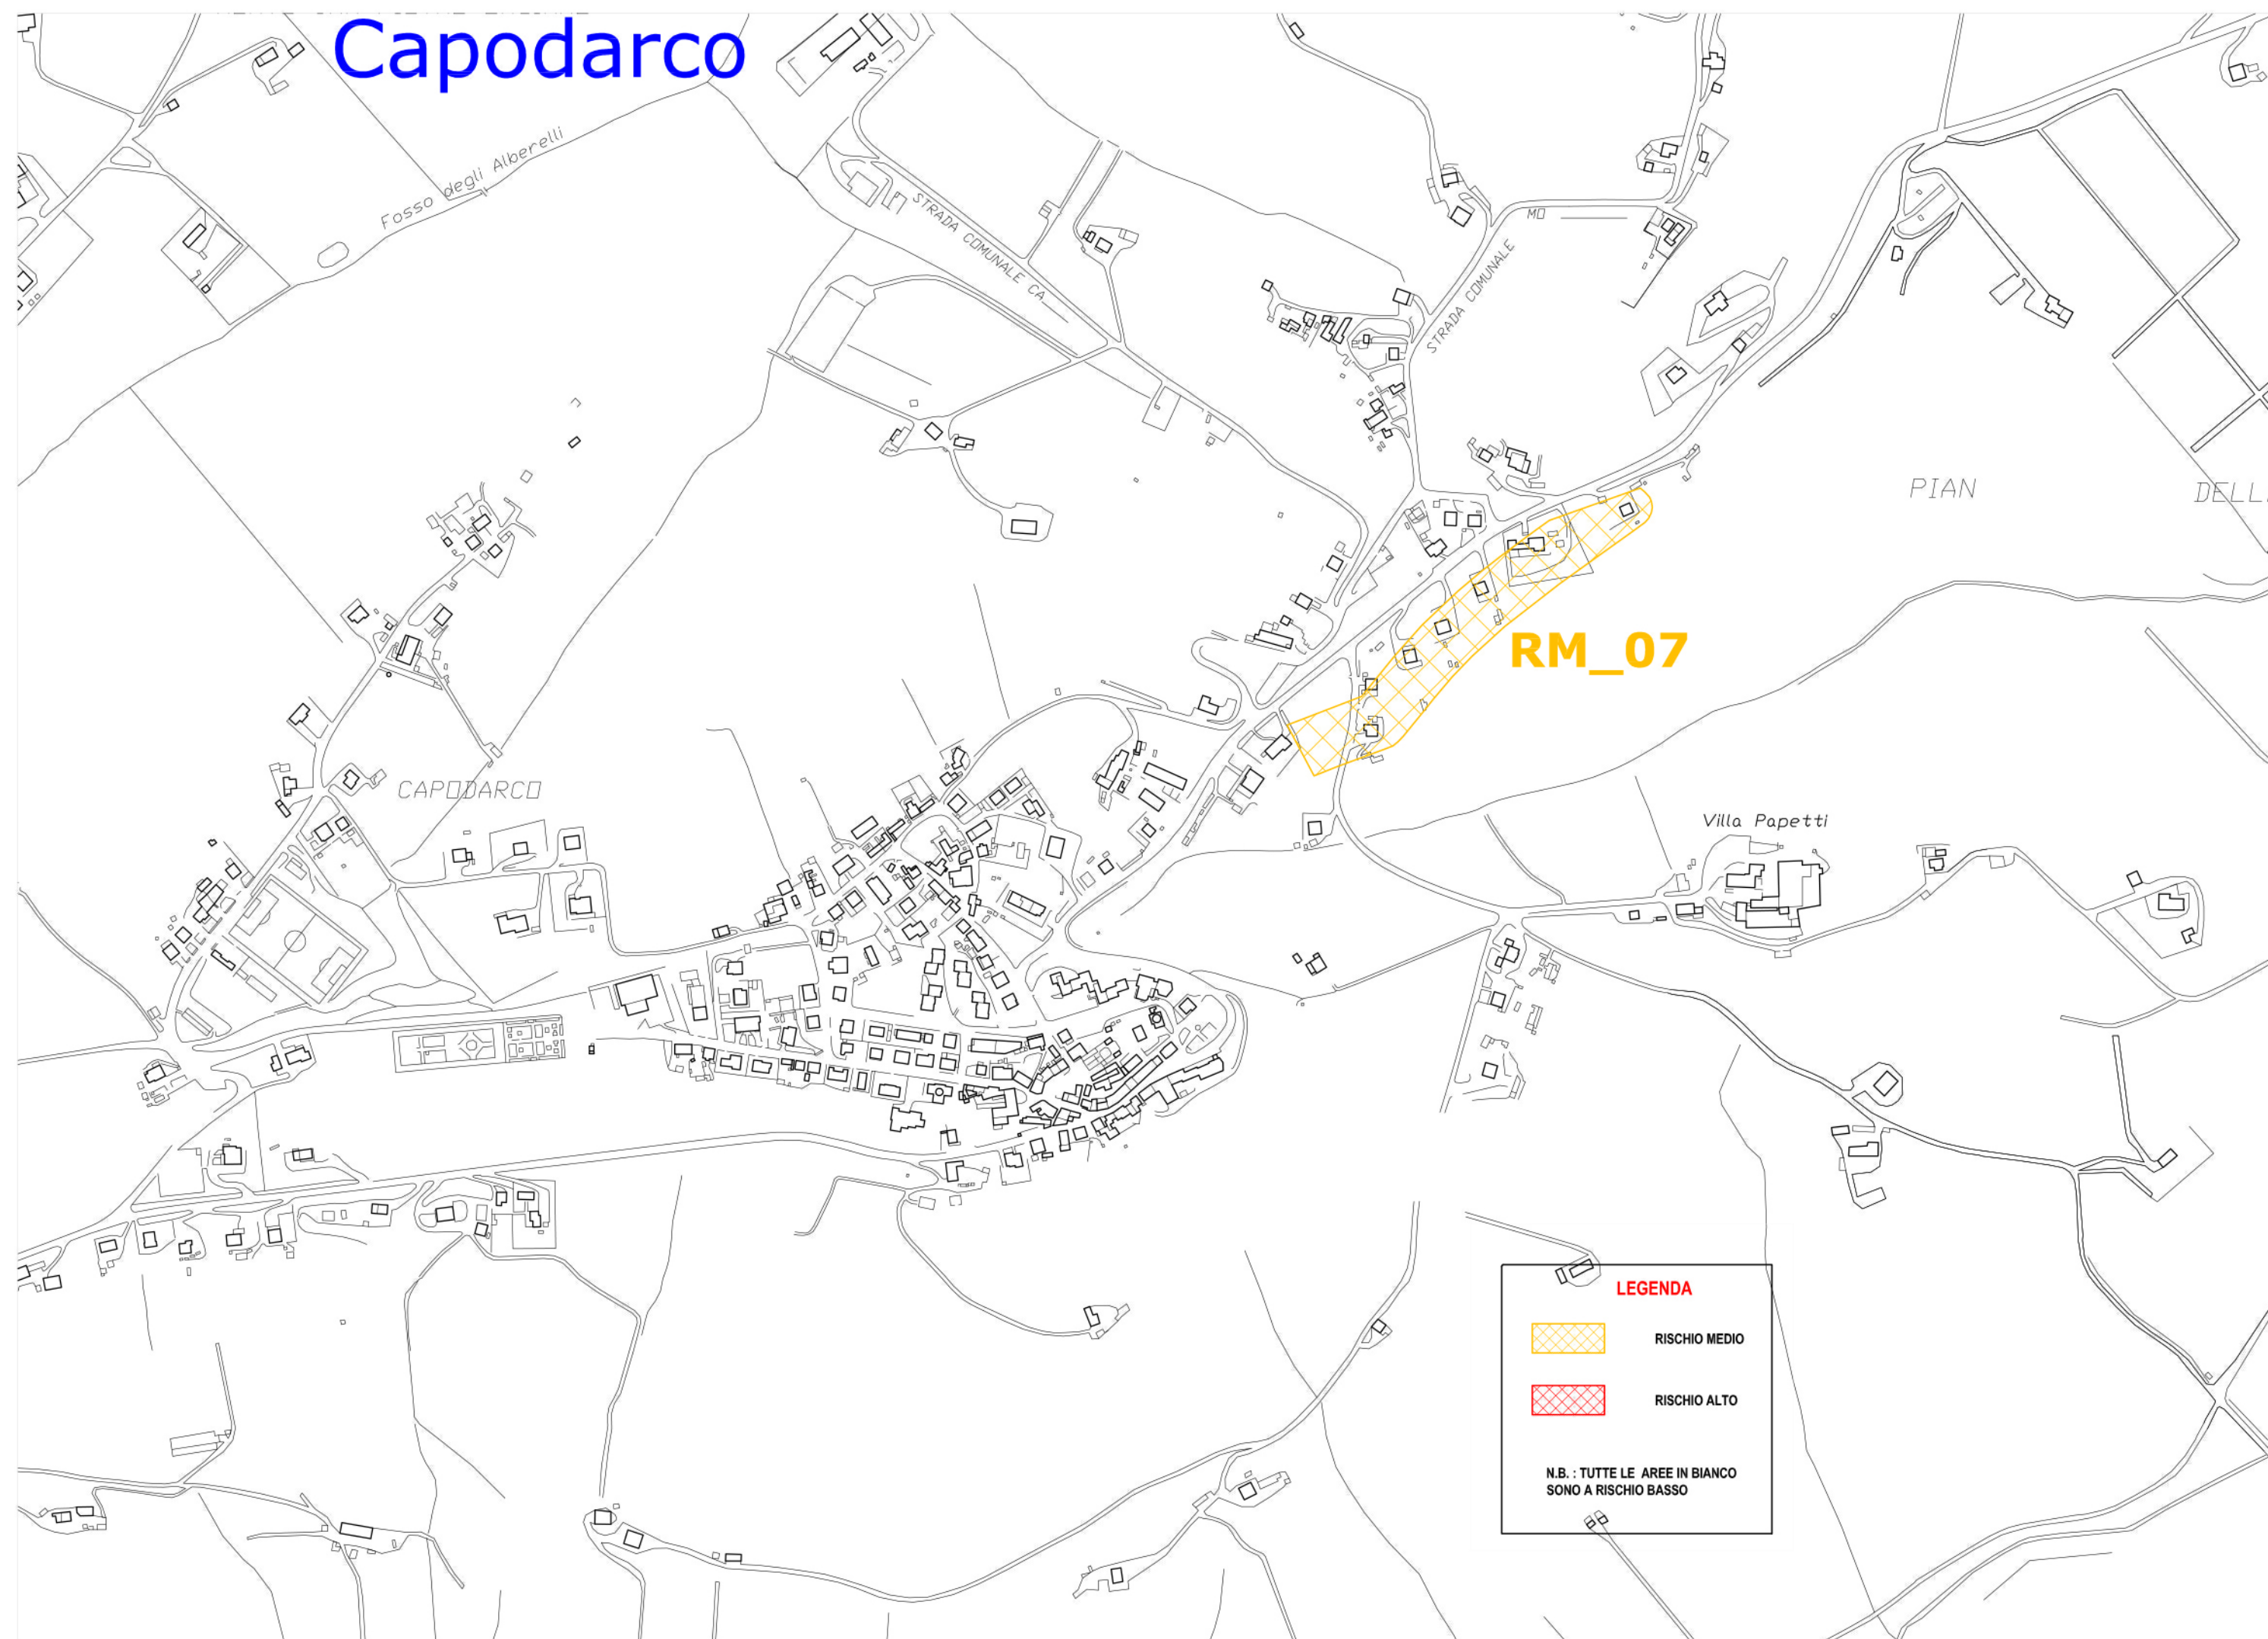 Capodarco
Fosso degli Alberelli
STRADA COMUNALE CA
MO
STRADA COMUNALE
PIAN DELL
RM_07
CAPODARCO
Villa Papetti
LEGENDA
RISCHIO MEDIO
RISCHIO ALTO
N.B. : TUTTE LE AREE IN BIANCO
SONO A RISCHIO BASSO